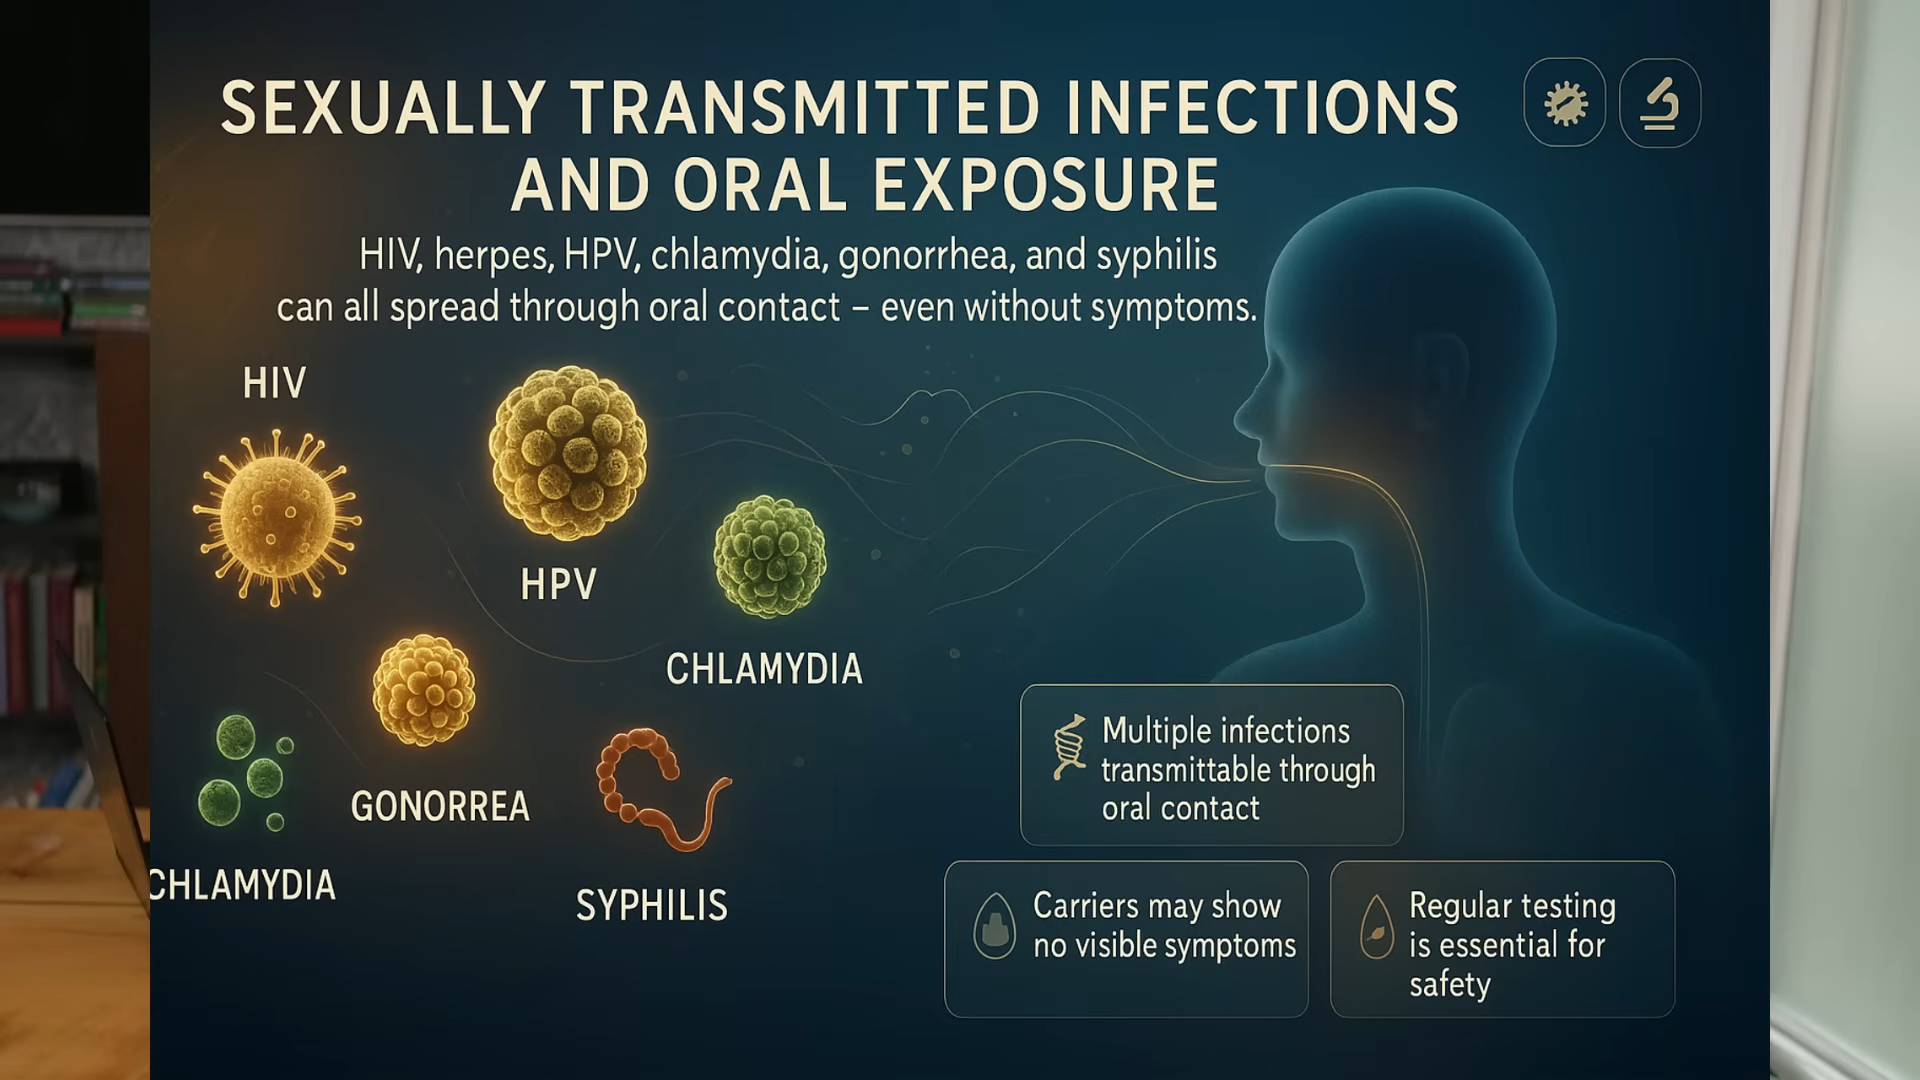 SEXUALLY TRANSMITTED INFECTIONS
AND ORAL EXPOSURE
HIV, herpes, HPV, chlamydia, gonorrhea, and syphilis
can all spread through oral contact – even without symptoms.
HIV
HPV
CHLAMYDIA
GONORREA
CHLAMYDIA
SYPHILIS
Multiple infections
transmittable through
oral contact
Carriers may show
no visible symptoms
Regular testing
is essential for
safety